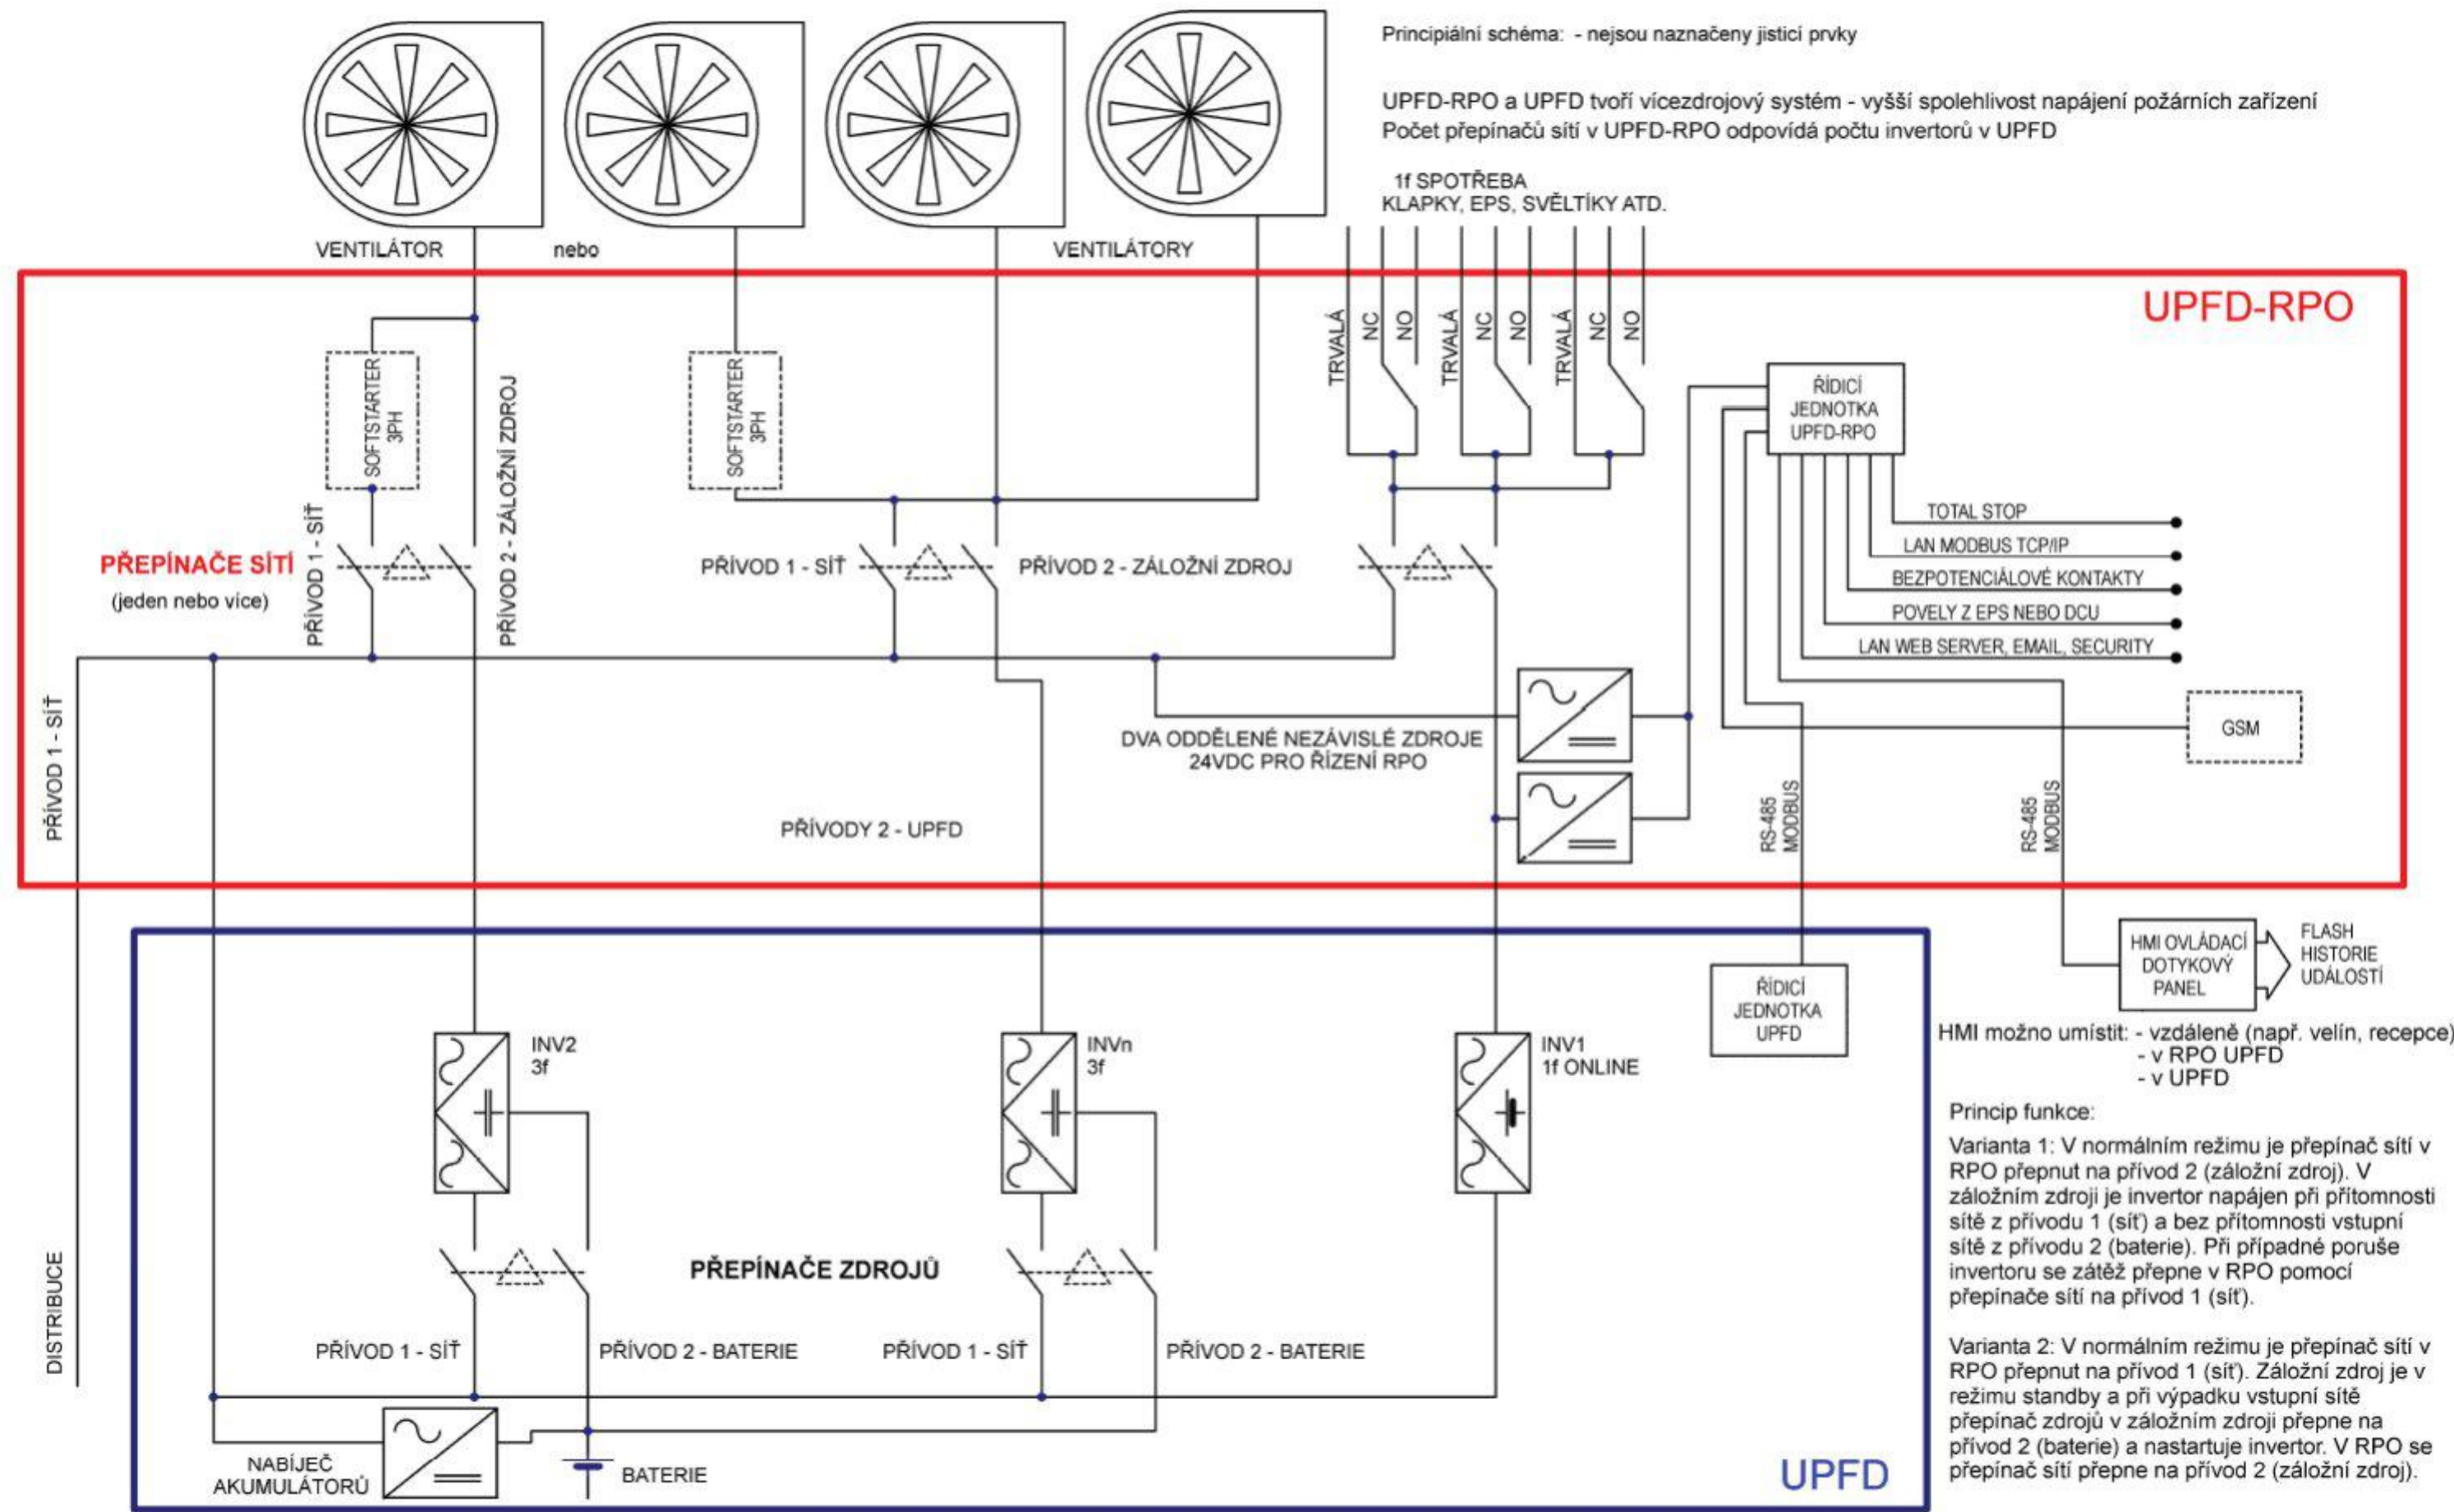 Principiální schéma: - nejsou naznačeny jisticí prvky
UPFD-RPO a UPFD tvoří vícezdrojový systém - vyšší spolehlivost napájení požárních zařízení
Počet přepínačů sítí v UPFD-RPO odpovídá počtu invertorů v UPFD
1f SPOTŘEBA
KLAPKY, EPS, SVĚLTÍKY ATD.
VENTILÁTOR
nebo
VENTILÁTORY
UPFD-RPO
TRVALÁ
NC
NO
TRVALÁ
NC
NO
TRVALÁ
NC
NO
SOFTSTARTER
3PH
SOFTSTARTER
3PH
ŘÍDICÍ
JEDNOTKA
UPFD-RPO
PŘEPÍNAČE SÍTÍ
(jeden nebo více)
PŘÍVOD 1 - SÍŤ
PŘÍVOD 2 - ZÁLOŽNÍ ZDROJ
PŘÍVOD 1 - SÍŤ
PŘÍVOD 2 - ZÁLOŽNÍ ZDROJ
TOTAL STOP
LAN MODBUS TCP/IP
BEZPOTENCIÁLOVÉ KONTAKTY
POVELY Z EPS NEBO DCU
LAN WEB SERVER, EMAIL, SECURITY
GSM
PŘÍVOD 1 - SÍŤ
DVA ODDĚLENÉ NEZÁVISLÉ ZDROJE
24VDC PRO ŘÍZENÍ RPO
PŘÍVODY 2 - UPFD
RS-485
MODBUS
RS-485
MODBUS
HMI OVLÁDACÍ
DOTYKOVÝ
PANEL
FLASH
HISTORIE
UDÁLOSTÍ
ŘÍDICÍ
JEDNOTKA
UPFD
HMI možno umístit: - vzdáleně (např. velín, recepce)
- v RPO UPFD
- v UPFD
INV2
3f
INVn
3f
INV1
1f ONLINE
PŘEPÍNAČE ZDROJŮ
DISTRIBUCE
PŘÍVOD 1 - SÍŤ
PŘÍVOD 2 - BATERIE
PŘÍVOD 1 - SÍŤ
PŘÍVOD 2 - BATERIE
NABÍJEČ
AKUMULÁTORŮ
BATERIE
UPFD
Princip funkce:
Varianta 1: V normálním režimu je přepínač sítí v
RPO přepnut na přívod 2 (záložní zdroj). V
záložním zdroji je invertor napájen při přítomnosti
sítě z přívodu 1 (síť) a bez přítomnosti vstupní
sítě z přívodu 2 (baterie). Při případné poruše
invertoru se zátěž přepne v RPO pomocí
přepínače sítí na přívod 1 (síť).
Varianta 2: V normálním režimu je přepínač sítí v
RPO přepnut na přívod 1 (síť). Záložní zdroj je v
režimu standby a při výpadku vstupní sítě
přepínač zdrojů v záložním zdroji přepne na
přívod 2 (baterie) a nastartuje invertor. V RPO se
přepínač sítí přepne na přívod 2 (záložní zdroj).